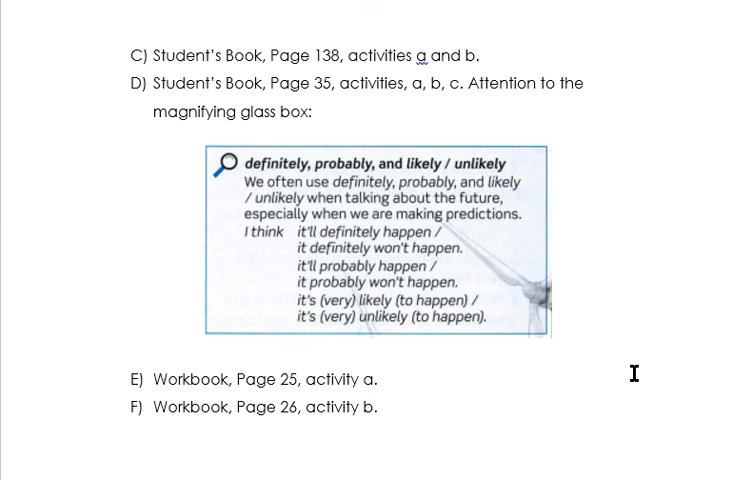 C) Student's Book, Page 138, activities a and b.
D) Student's Book, Page 35, activities, a, b, c. Attention to the
magnifying glass box:
definitely, probably, and likely / unlikely
We often use definitely, probably, and likely
/ unlikely when talking about the future,
especially when we are making predictions.
I think it'll definitely happen /
it definitely won't happen.
it'll probably happen /
it probably won't happen.
it's (very) likely (to happen) /
it's (very) unlikely (to happen).
E) Workbook, Page 25, activity a.
F) Workbook, Page 26, activity b.